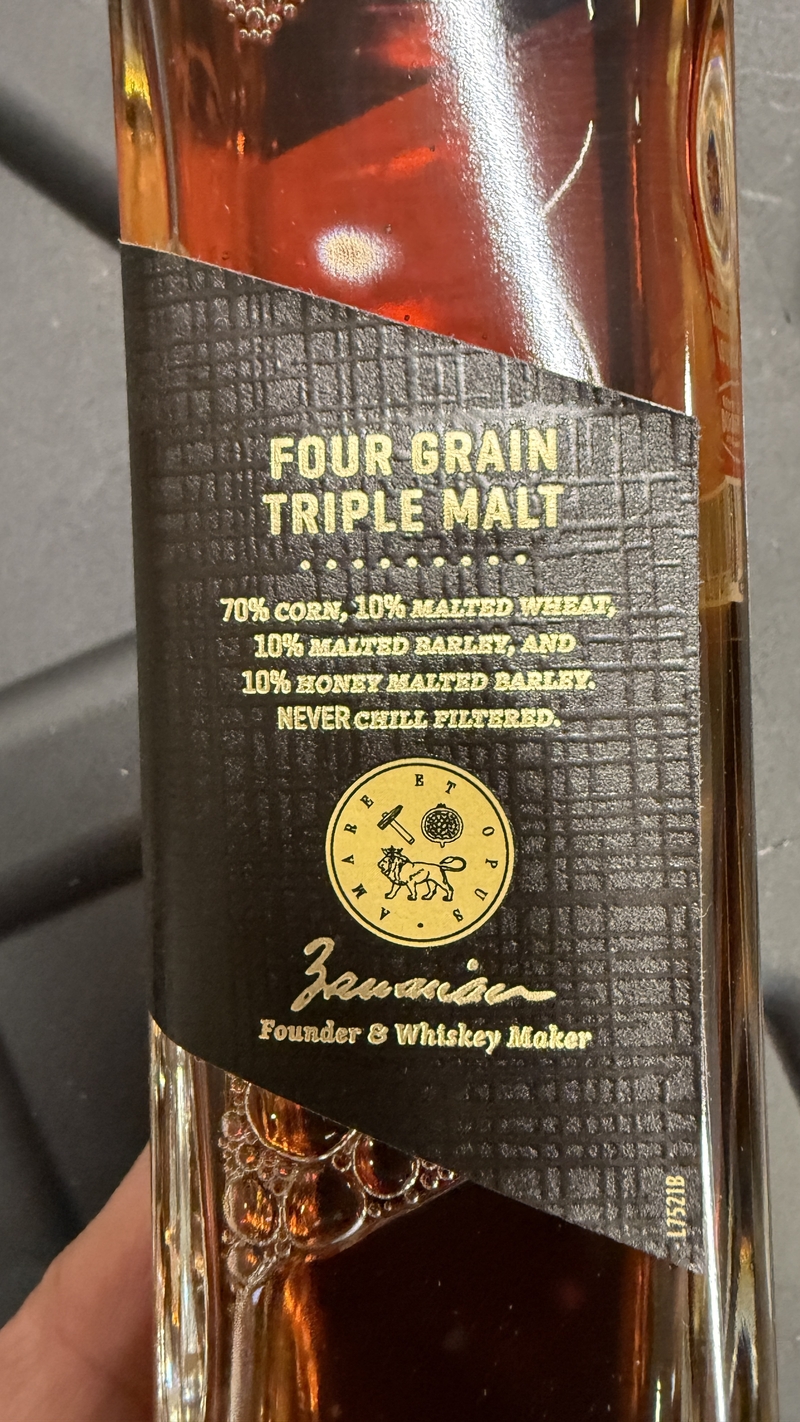 FOUR GRAIN
TRIPLE MALT
70% CORN, 10% MALTED WHEAT,
10% MALTED BARLEY, AND
10% HONEY MALTED BARLEY.
NEVER CHILL FILTERED.
AMARE ET OPUS
Zamanian
Founder & Whiskey Maker
L7521B